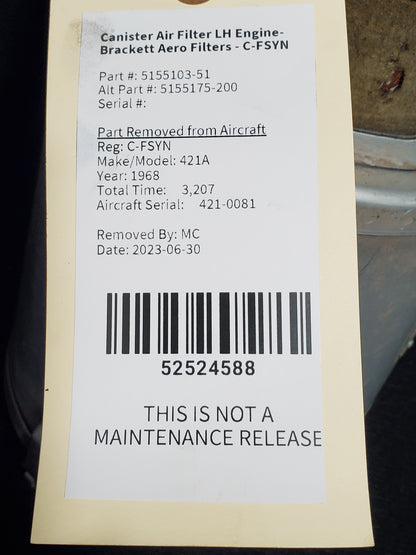 Canister Air Filter LH Engine-
Brackett Aero Filters - C-FSYN
Part #: 5155103-51
Alt Part #: 5155175-200
Serial #:
Part Removed from Aircraft
Reg: C-FSYN
Make/Model: 421A
Year: 1968
Total Time: 3,207
Aircraft Serial: 421-0081
Removed By: MC
Date: 2023-06-30
52524588
THIS IS NOT A
MAINTENANCE RELEASE